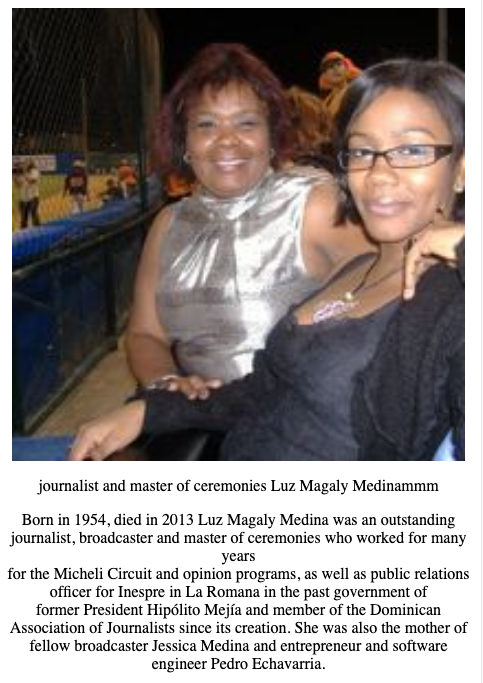 journalist and master of ceremonies Luz Magaly Medinammm
Born in 1954, died in 2013 Luz Magaly Medina was an outstanding
journalist, broadcaster and master of ceremonies who worked for many
years
for the Micheli Circuit and opinion programs, as well as public relations
officer for Inespre in La Romana in the past government of
former President Hipólito Mejía and member of the Dominican
Association of Journalists since its creation. She was also the mother of
fellow broadcaster Jessica Medina and entrepreneur and software
engineer Pedro Echavarria.